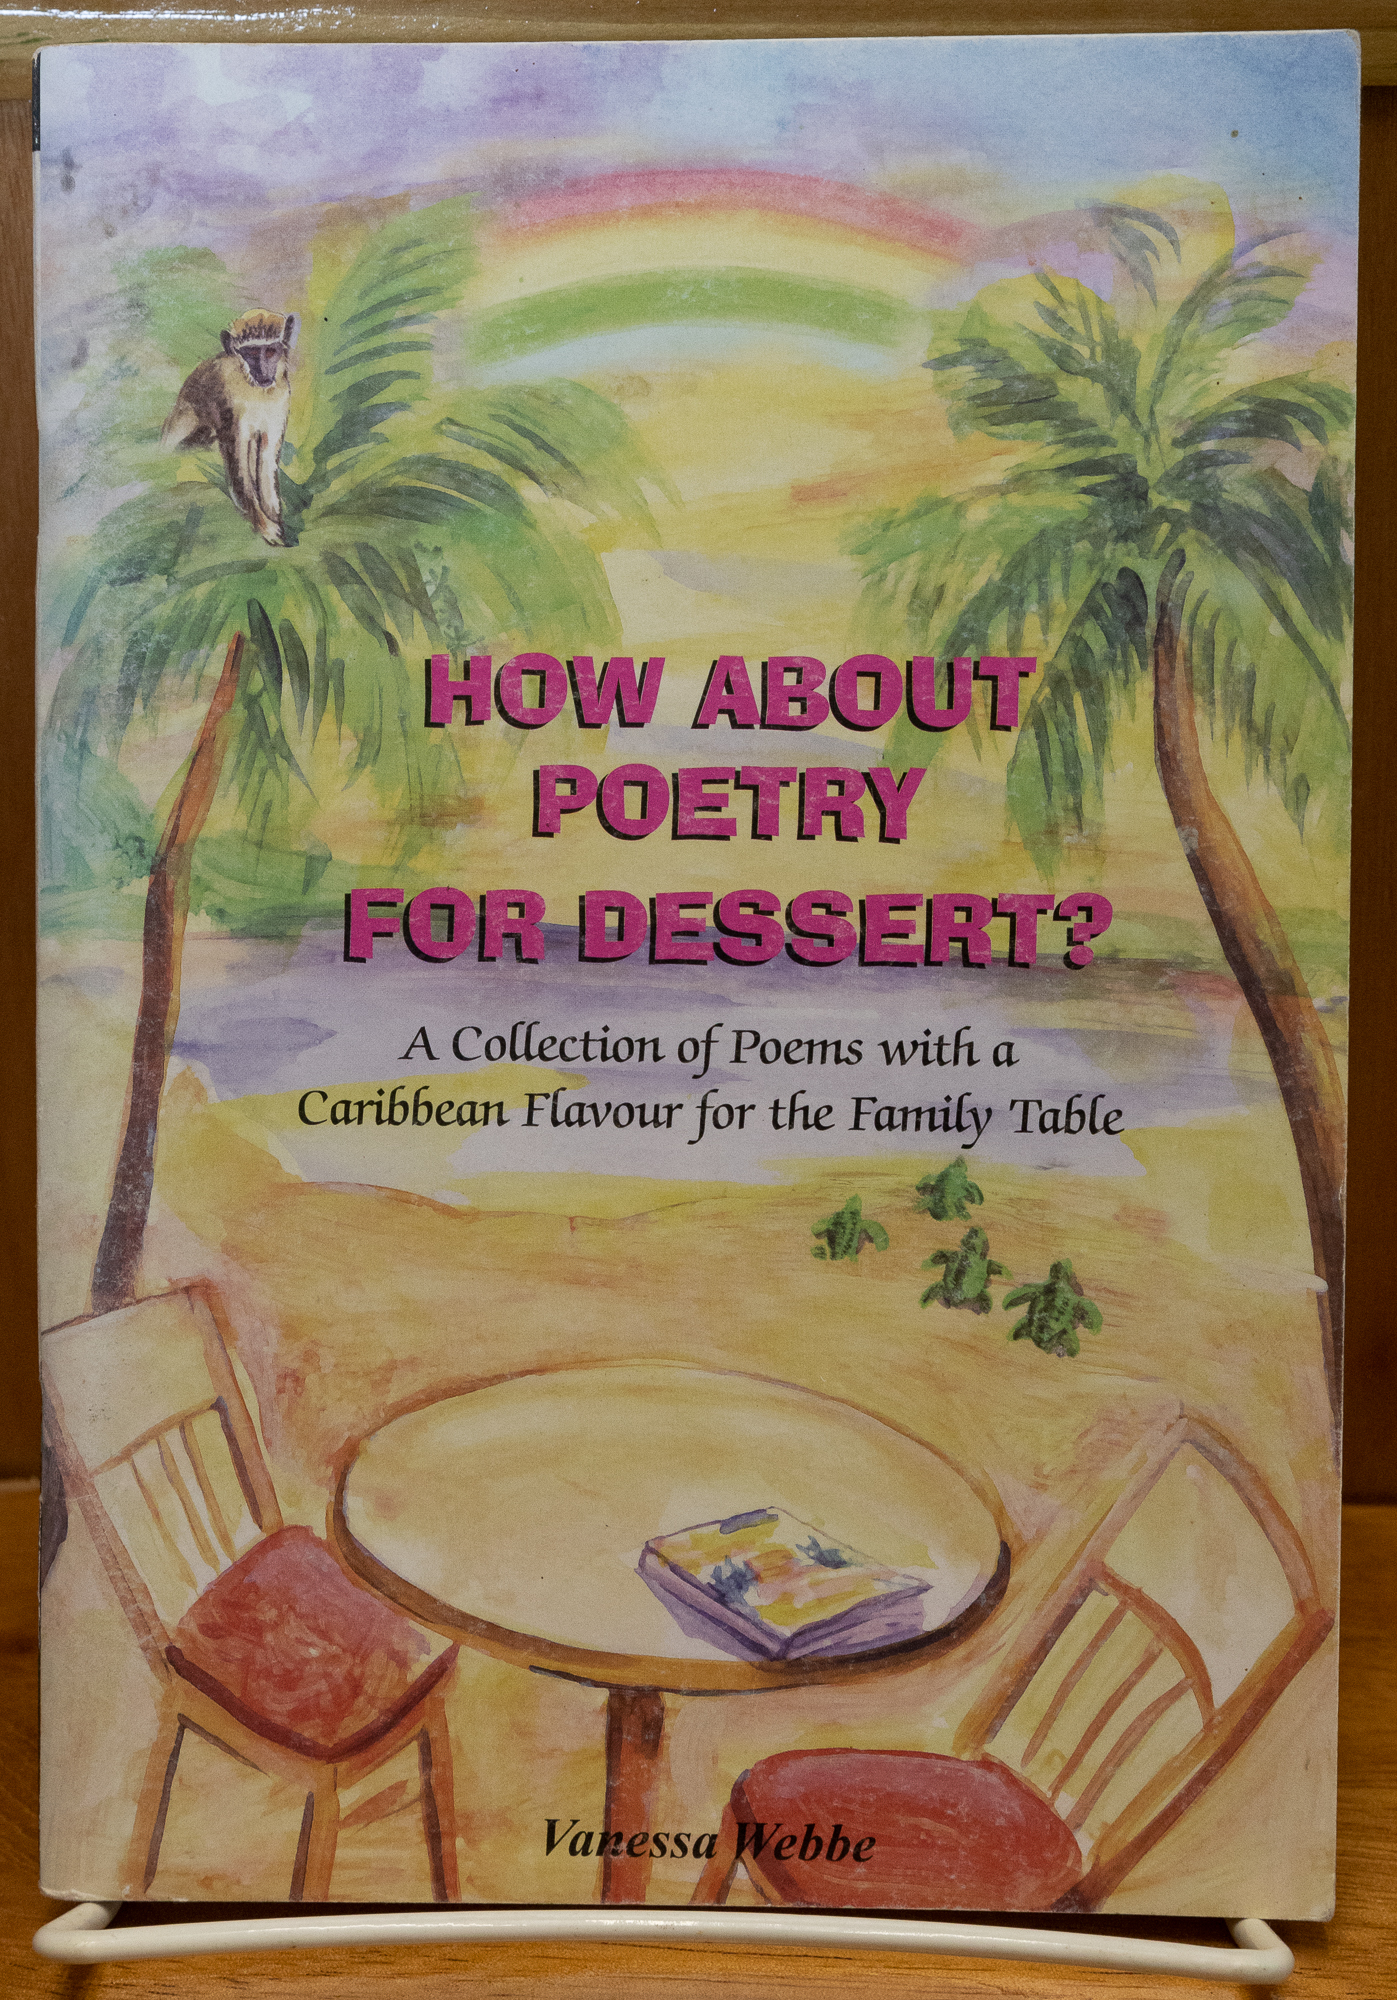 HOW ABOUT
POETRY
FOR DESSERT?
A Collection of Poems with a
Caribbean Flavour for the Family Table
Vanessa Webbe